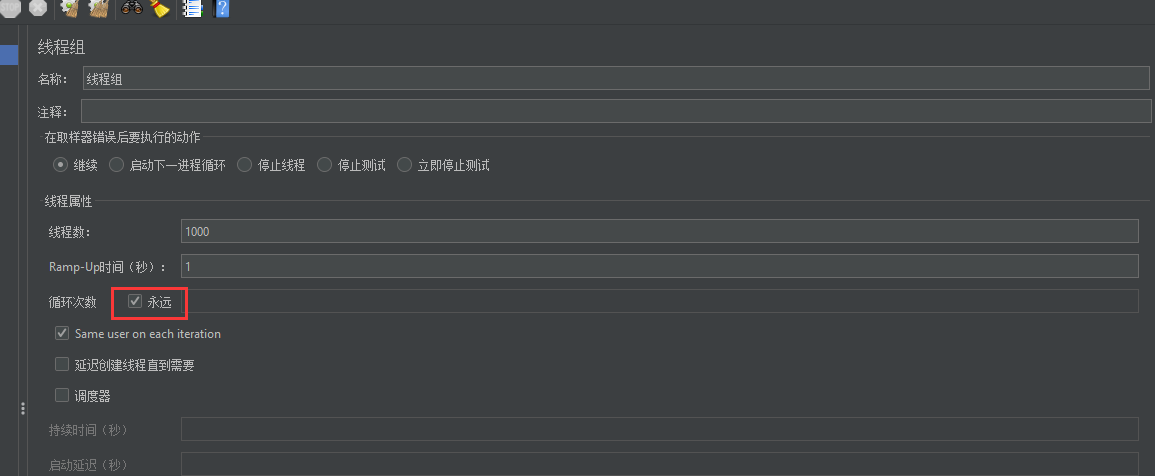 线程组
名称： 线程组
注释：
在取样器错误后要执行的动作
继续 启动下一进程循环 停止线程 停止测试 立即停止测试
线程属性
线程数： 1000
Ramp-Up时间（秒）： 1
循环次数 永远
Same user on each iteration
延迟创建线程直到需要
调度器
持续时间（秒）
启动延迟（秒）